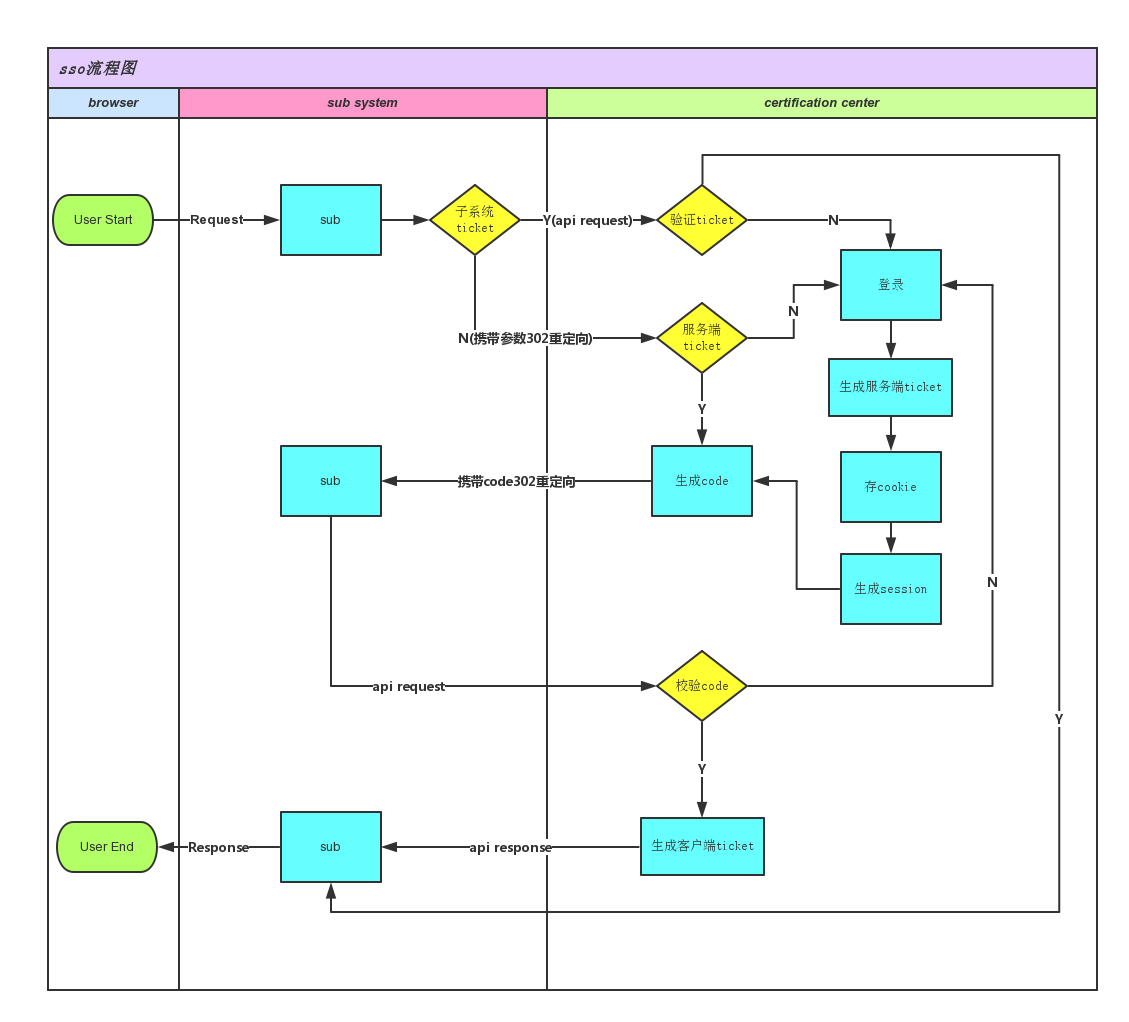 sso流程图
browser
sub system
certification center
User Start
Request
sub
子系统
ticket
Y(api request)
验证ticket
N
登录
N(携带参数302重定向)
服务端
ticket
N
生成服务端ticket
Y
sub
携带code302重定向
生成code
存cookie
生成session
N
api request
校验code
Y
Y
User End
Response
sub
api response
生成客户端ticket